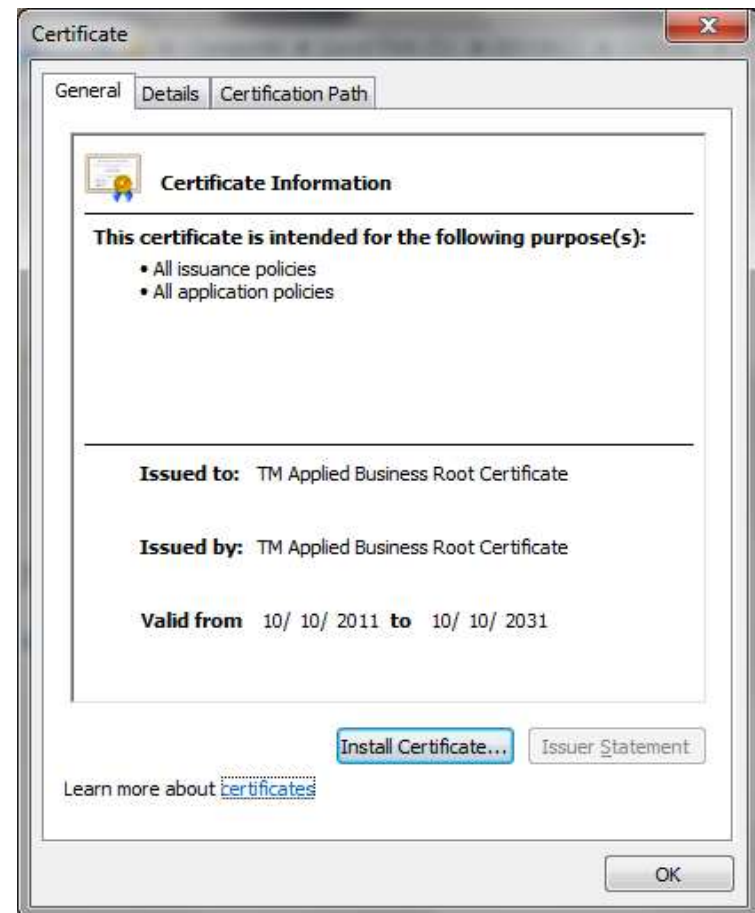 Certificate
General Details Certification Path
Certificate Information
This certificate is intended for the following purpose(s):
• All issuance policies
• All application policies
Issued to: TM Applied Business Root Certificate
Issued by: TM Applied Business Root Certificate
Valid from 10/ 10/ 2011 to 10/ 10/ 2031
Install Certificate... Issuer Statement
Learn more about certificates
OK